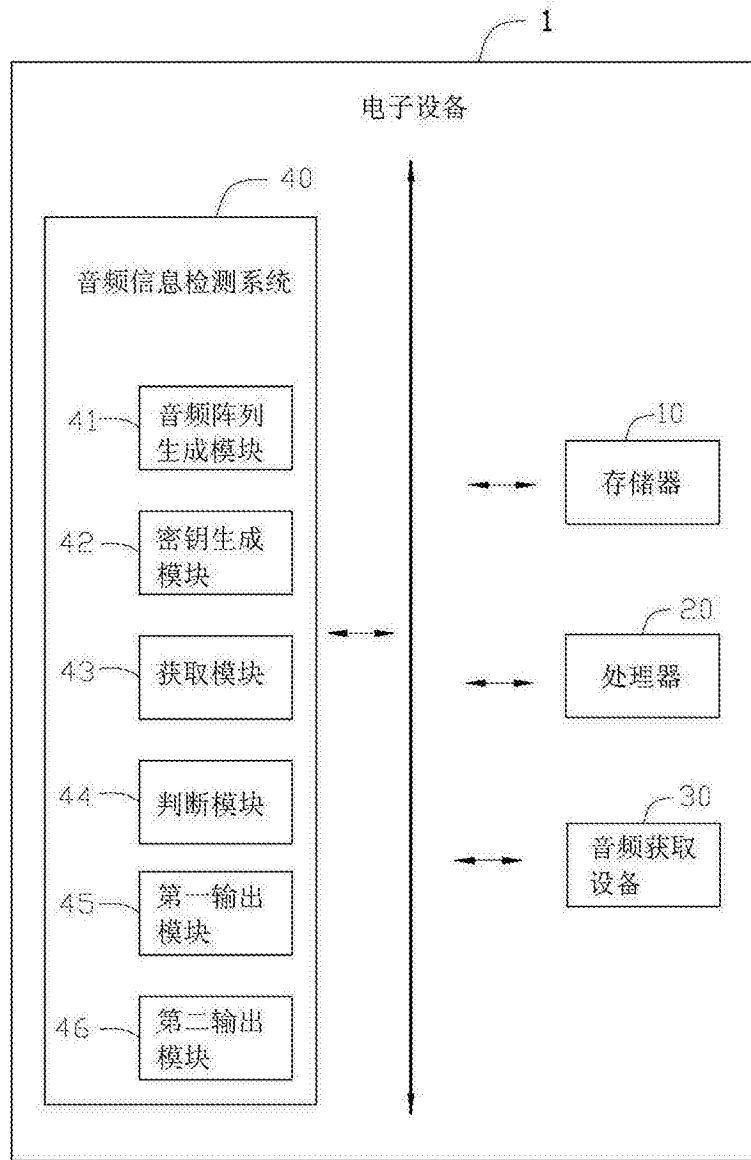 1
电子设备
40
音频信息检测系统
41
音频阵列
生成模块
42
密钥生成
模块
43
获取模块
44
判断模块
45
第一输出
模块
46
第二输出
模块
10
存储器
20
处理器
30
音频获取
设备